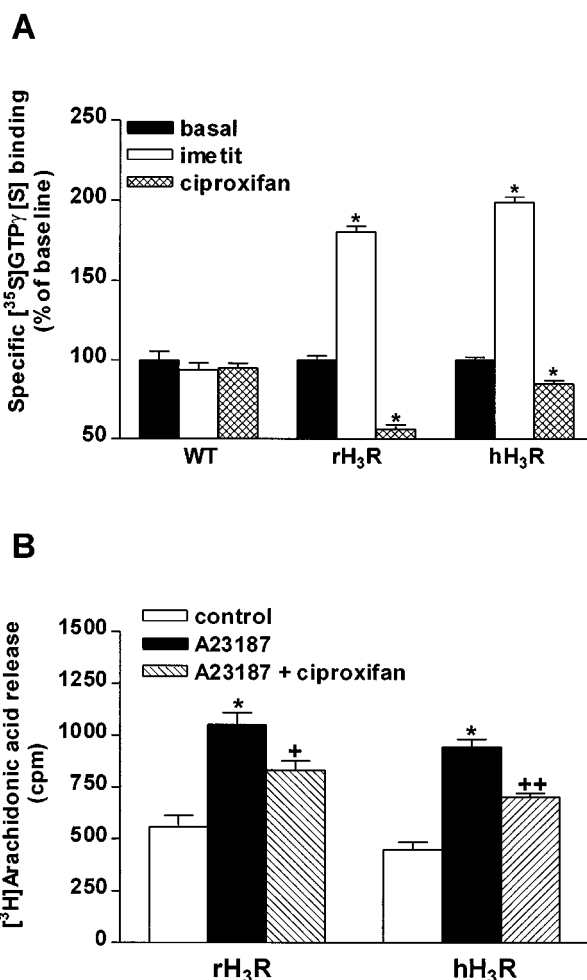 A
Specific [³⁵S]GTPγ[S] binding
(% of baseline)
250
200
150
100
50
basal
imetit
ciproxifan
*
*
*
*
WT
rH₃R
hH₃R
B
[³H]Arachidonic acid release
(cpm)
1500
1250
1000
750
500
250
0
control
A23187
A23187 + ciproxifan
*
+
*
++
rH₃R
hH₃R